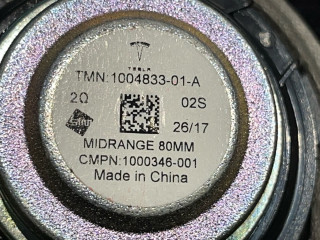 TESLA
TMN:1004833-01-A
2Ω 02S
26/17
MIDRANGE 80MM
CMPN:1000346-001
Made in China